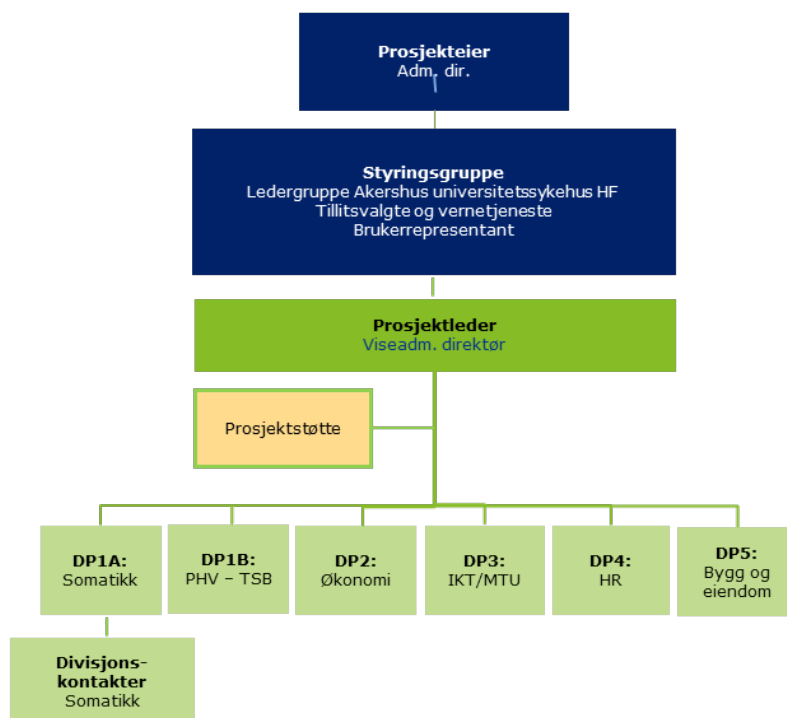 Prosjekteier
Adm. dir.
Styringsgruppe
Ledergruppe Akershus universitetssykehus HF
Tillitsvalgte og vernetjeneste
Brukerrepresentant
Prosjektleder
Viseadm. direktør
Prosjektstøtte
DP1A:
Somatikk
DP1B:
PHV – TSB
DP2:
Økonomi
DP3:
IKT/MTU
DP4:
HR
DP5:
Bygg og
eiendom
Divisjons-
kontakter
Somatikk